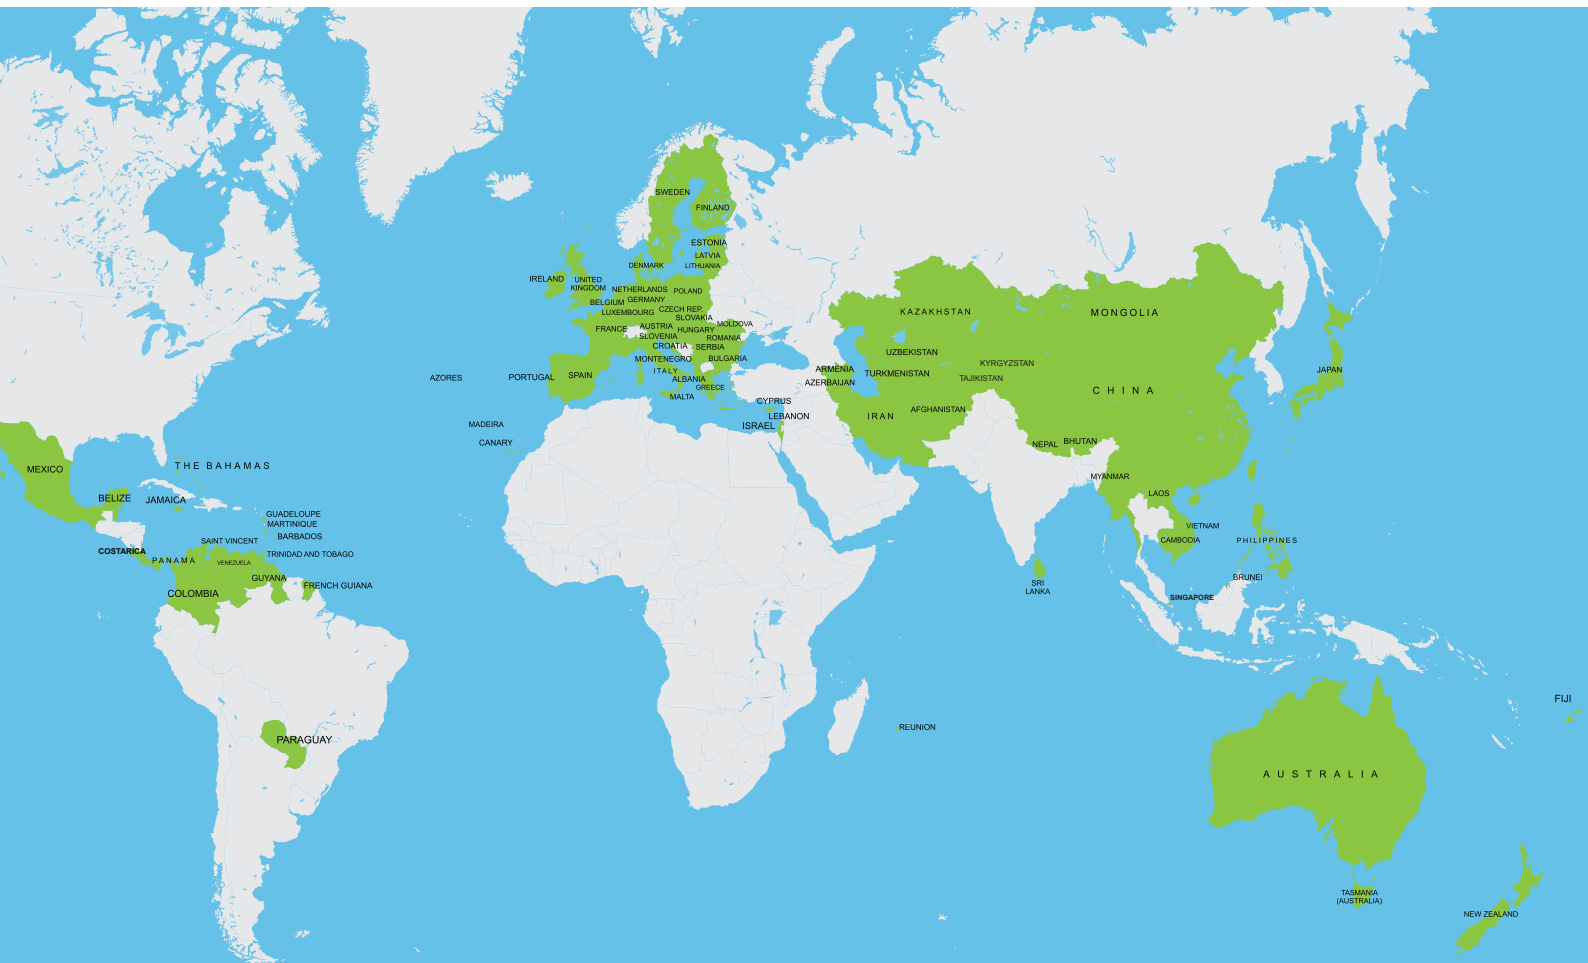 SWEDEN
FINLAND
ESTONIA
LATVIA
LITHUANIA
DENMARK
IRELAND
UNITED
KINGDOM
NETHERLANDS
POLAND
GERMANY
BELGIUM
LUXEMBOURG
CZECH REP.
SLOVAKIA
FRANCE
AUSTRIA
HUNGARY
MOLDOVA
SLOVENIA
ROMANIA
CROATIA
SERBIA
MONTENEGRO
BULGARIA
ITALY
ALBANIA
GREECE
MALTA
PORTUGAL
SPAIN
AZORES
MADEIRA
CANARY
CYPRUS
LEBANON
ISRAEL
ARMENIA
AZERBAIJAN
KAZAKHSTAN
MONGOLIA
UZBEKISTAN
KYRGYZSTAN
TURKMENISTAN
TAJIKISTAN
CHINA
JAPAN
IRAN
AFGHANISTAN
NEPAL
BHUTAN
MYANMAR
LAOS
VIETNAM
CAMBODIA
PHILIPPINES
BRUNEI
SINGAPORE
SRI
LANKA
MEXICO
THE BAHAMAS
BELIZE
JAMAICA
GUADELOUPE
MARTINIQUE
BARBADOS
SAINT VINCENT
TRINIDAD AND TOBAGO
COSTARICA
PANAMA
VENEZUELA
GUYANA
FRENCH GUIANA
COLOMBIA
PARAGUAY
REUNION
FIJI
AUSTRALIA
TASMANIA
(AUSTRALIA)
NEW ZEALAND